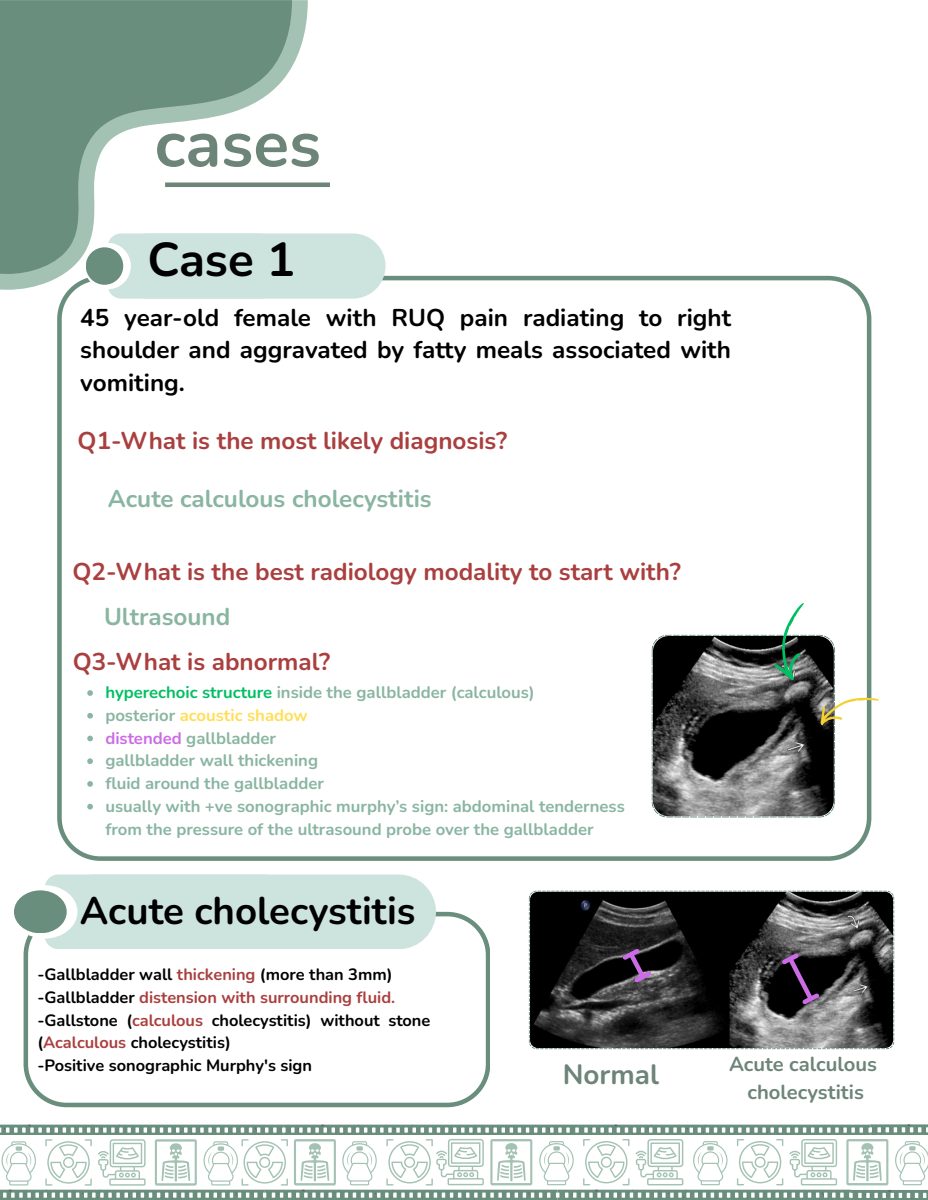 cases
Case 1
45 year-old female with RUQ pain radiating to right
shoulder and aggravated by fatty meals associated with
vomiting.
Q1-What is the most likely diagnosis?
Acute calculous cholecystitis
Q2-What is the best radiology modality to start with?
Ultrasound
Q3-What is abnormal?
• hyperechoic structure inside the gallbladder (calculous)
• posterior acoustic shadow
• distended gallbladder
• gallbladder wall thickening
• fluid around the gallbladder
• usually with +ve sonographic murphy's sign: abdominal tenderness
from the pressure of the ultrasound probe over the gallbladder
Acute cholecystitis
-Gallbladder wall thickening (more than 3mm)
-Gallbladder distension with surrounding fluid.
-Gallstone (calculous cholecystitis) without stone
(Acalculous cholecystitis)
-Positive sonographic Murphy's sign
Normal
Acute calculous
cholecystitis